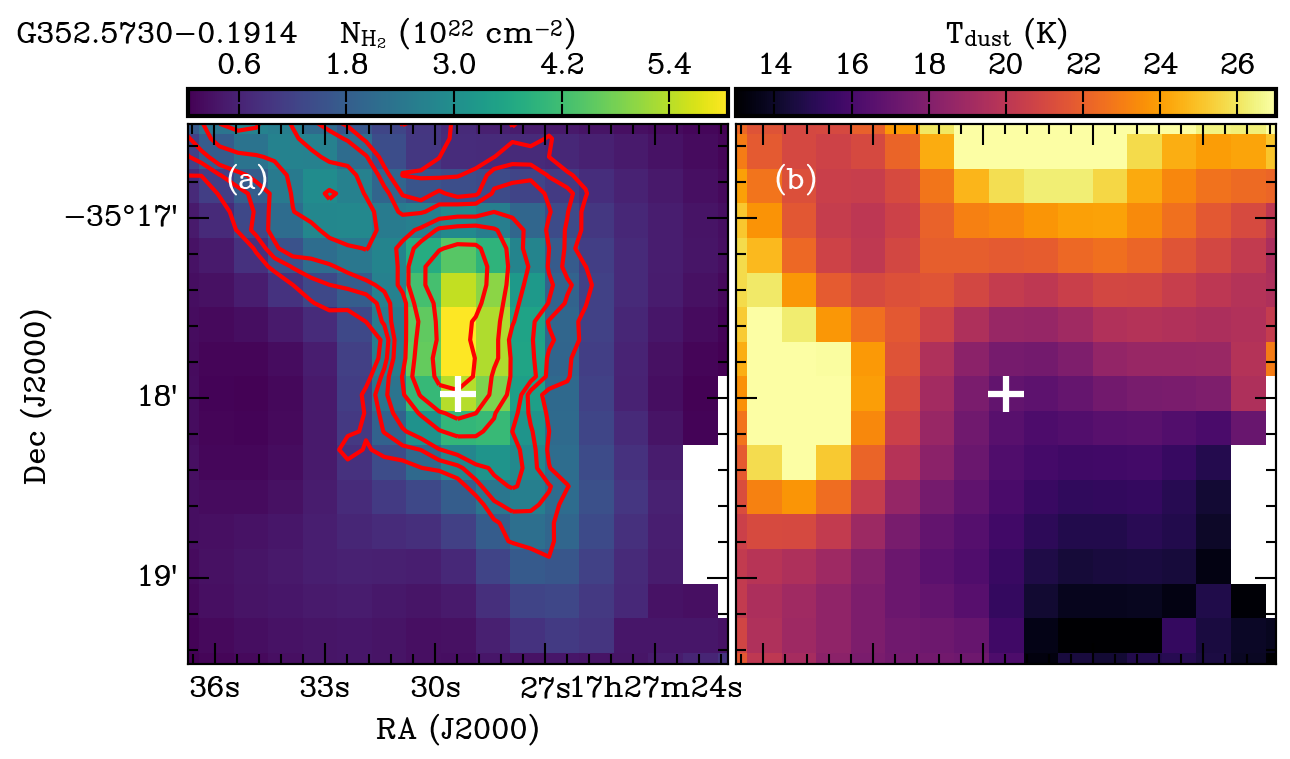 G352.5730−0.1914 N_H₂ (10²² cm⁻²) T_dust (K)
0.6 1.8 3.0 4.2 5.4 14 16 18 20 22 24 26
(a) (b)
−35°17'
18'
19'
Dec (J2000)
36s 33s 30s 27s 17h27m24s
RA (J2000)